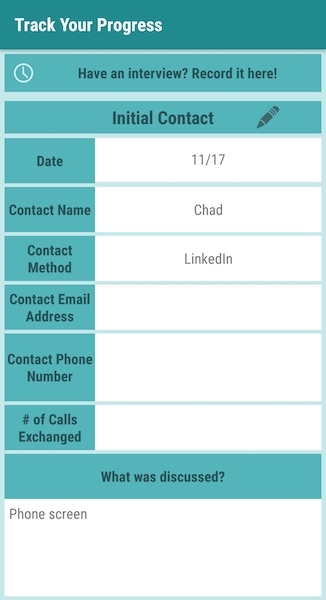 Track Your Progress
Have an interview? Record it here!
Initial Contact
Date
11/17
Contact Name
Chad
Contact
Method
LinkedIn
Contact Email
Address
Contact Phone
Number
# of Calls
Exchanged
What was discussed?
Phone screen